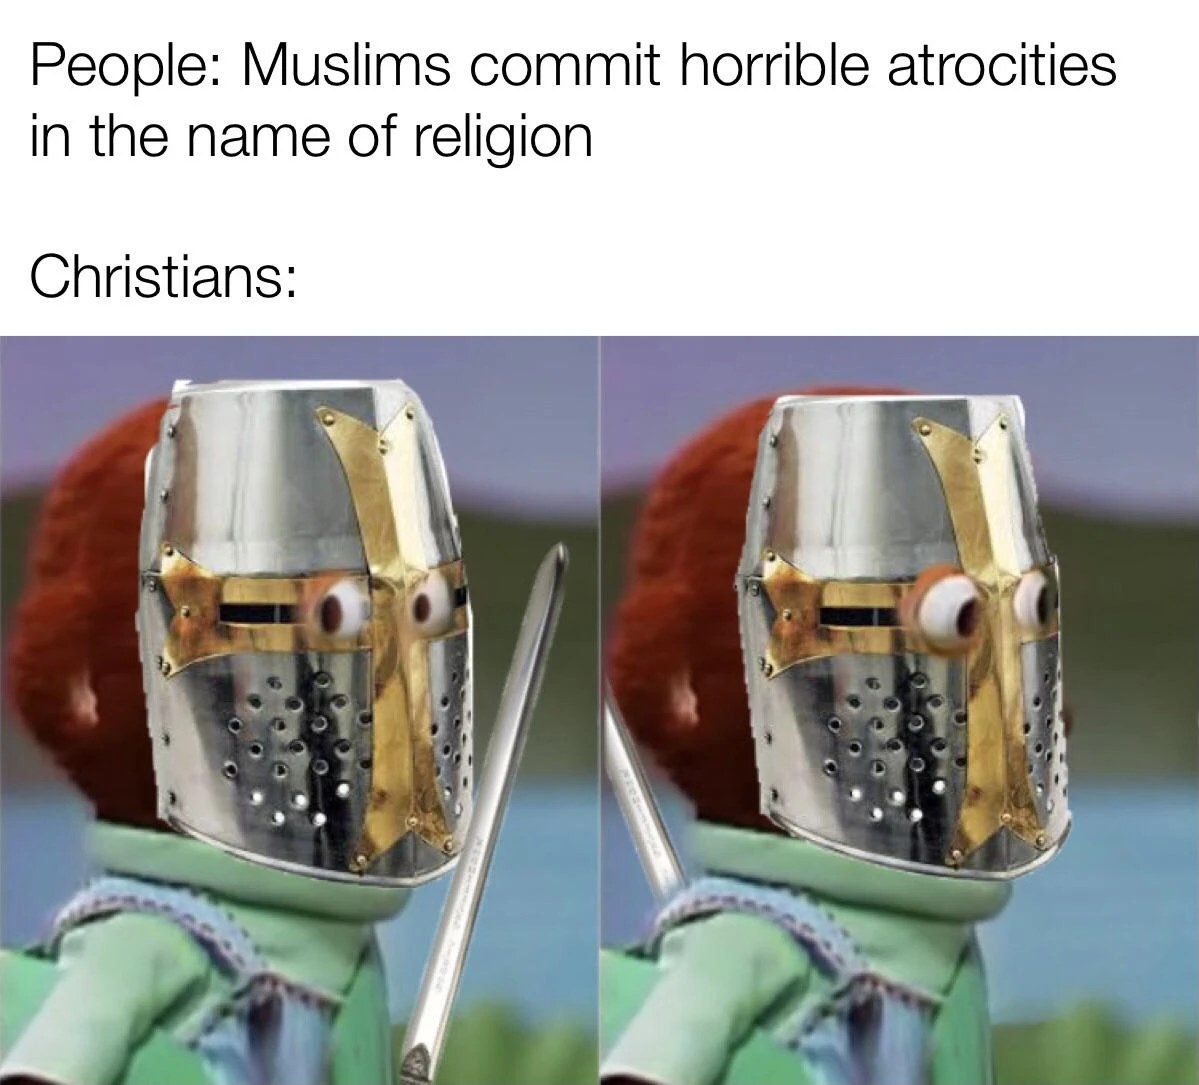 People: Muslims commit horrible atrocities
in the name of religion
Christians: